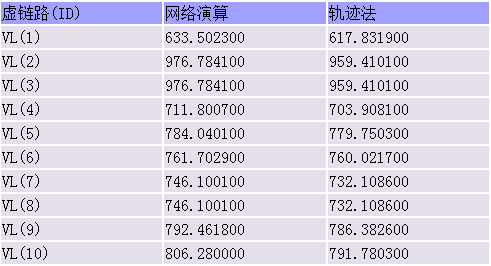 虚链路(ID) 网络演算 轨迹法
VL(1) 633.502300 617.831900
VL(2) 976.784100 959.410100
VL(3) 976.784100 959.410100
VL(4) 711.800700 703.908100
VL(5) 784.040100 779.750300
VL(6) 761.702900 760.021700
VL(7) 746.100100 732.108600
VL(8) 746.100100 732.108600
VL(9) 792.461800 786.382600
VL(10) 806.280000 791.780300